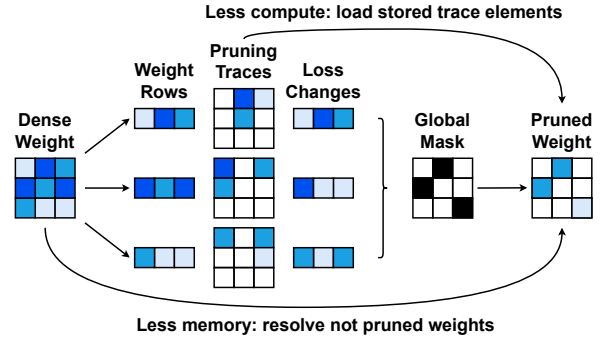 Less compute: load stored trace elements
Weight
Rows
Pruning
Traces
Loss
Changes
Dense
Weight
Global
Mask
Pruned
Weight
Less memory: resolve not pruned weights